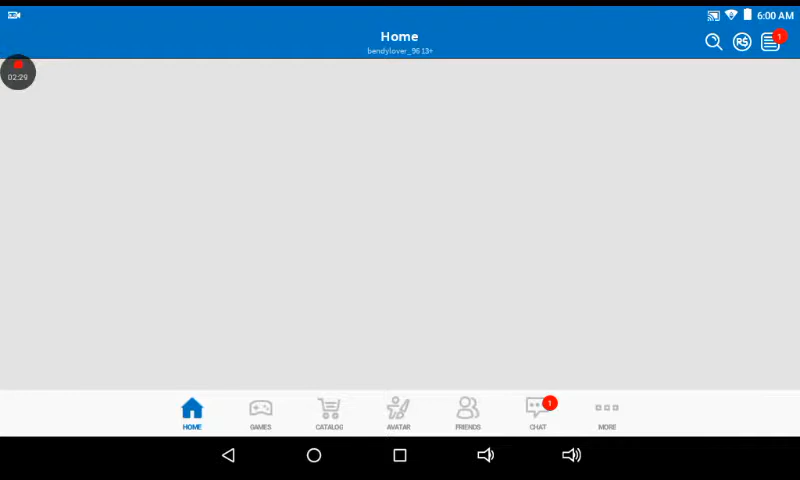 6:00 AM
Home
bendylover_96 13+
R$
1
02:29
1
HOME
GAMES
CATALOG
AVATAR
FRIENDS
CHAT
MORE